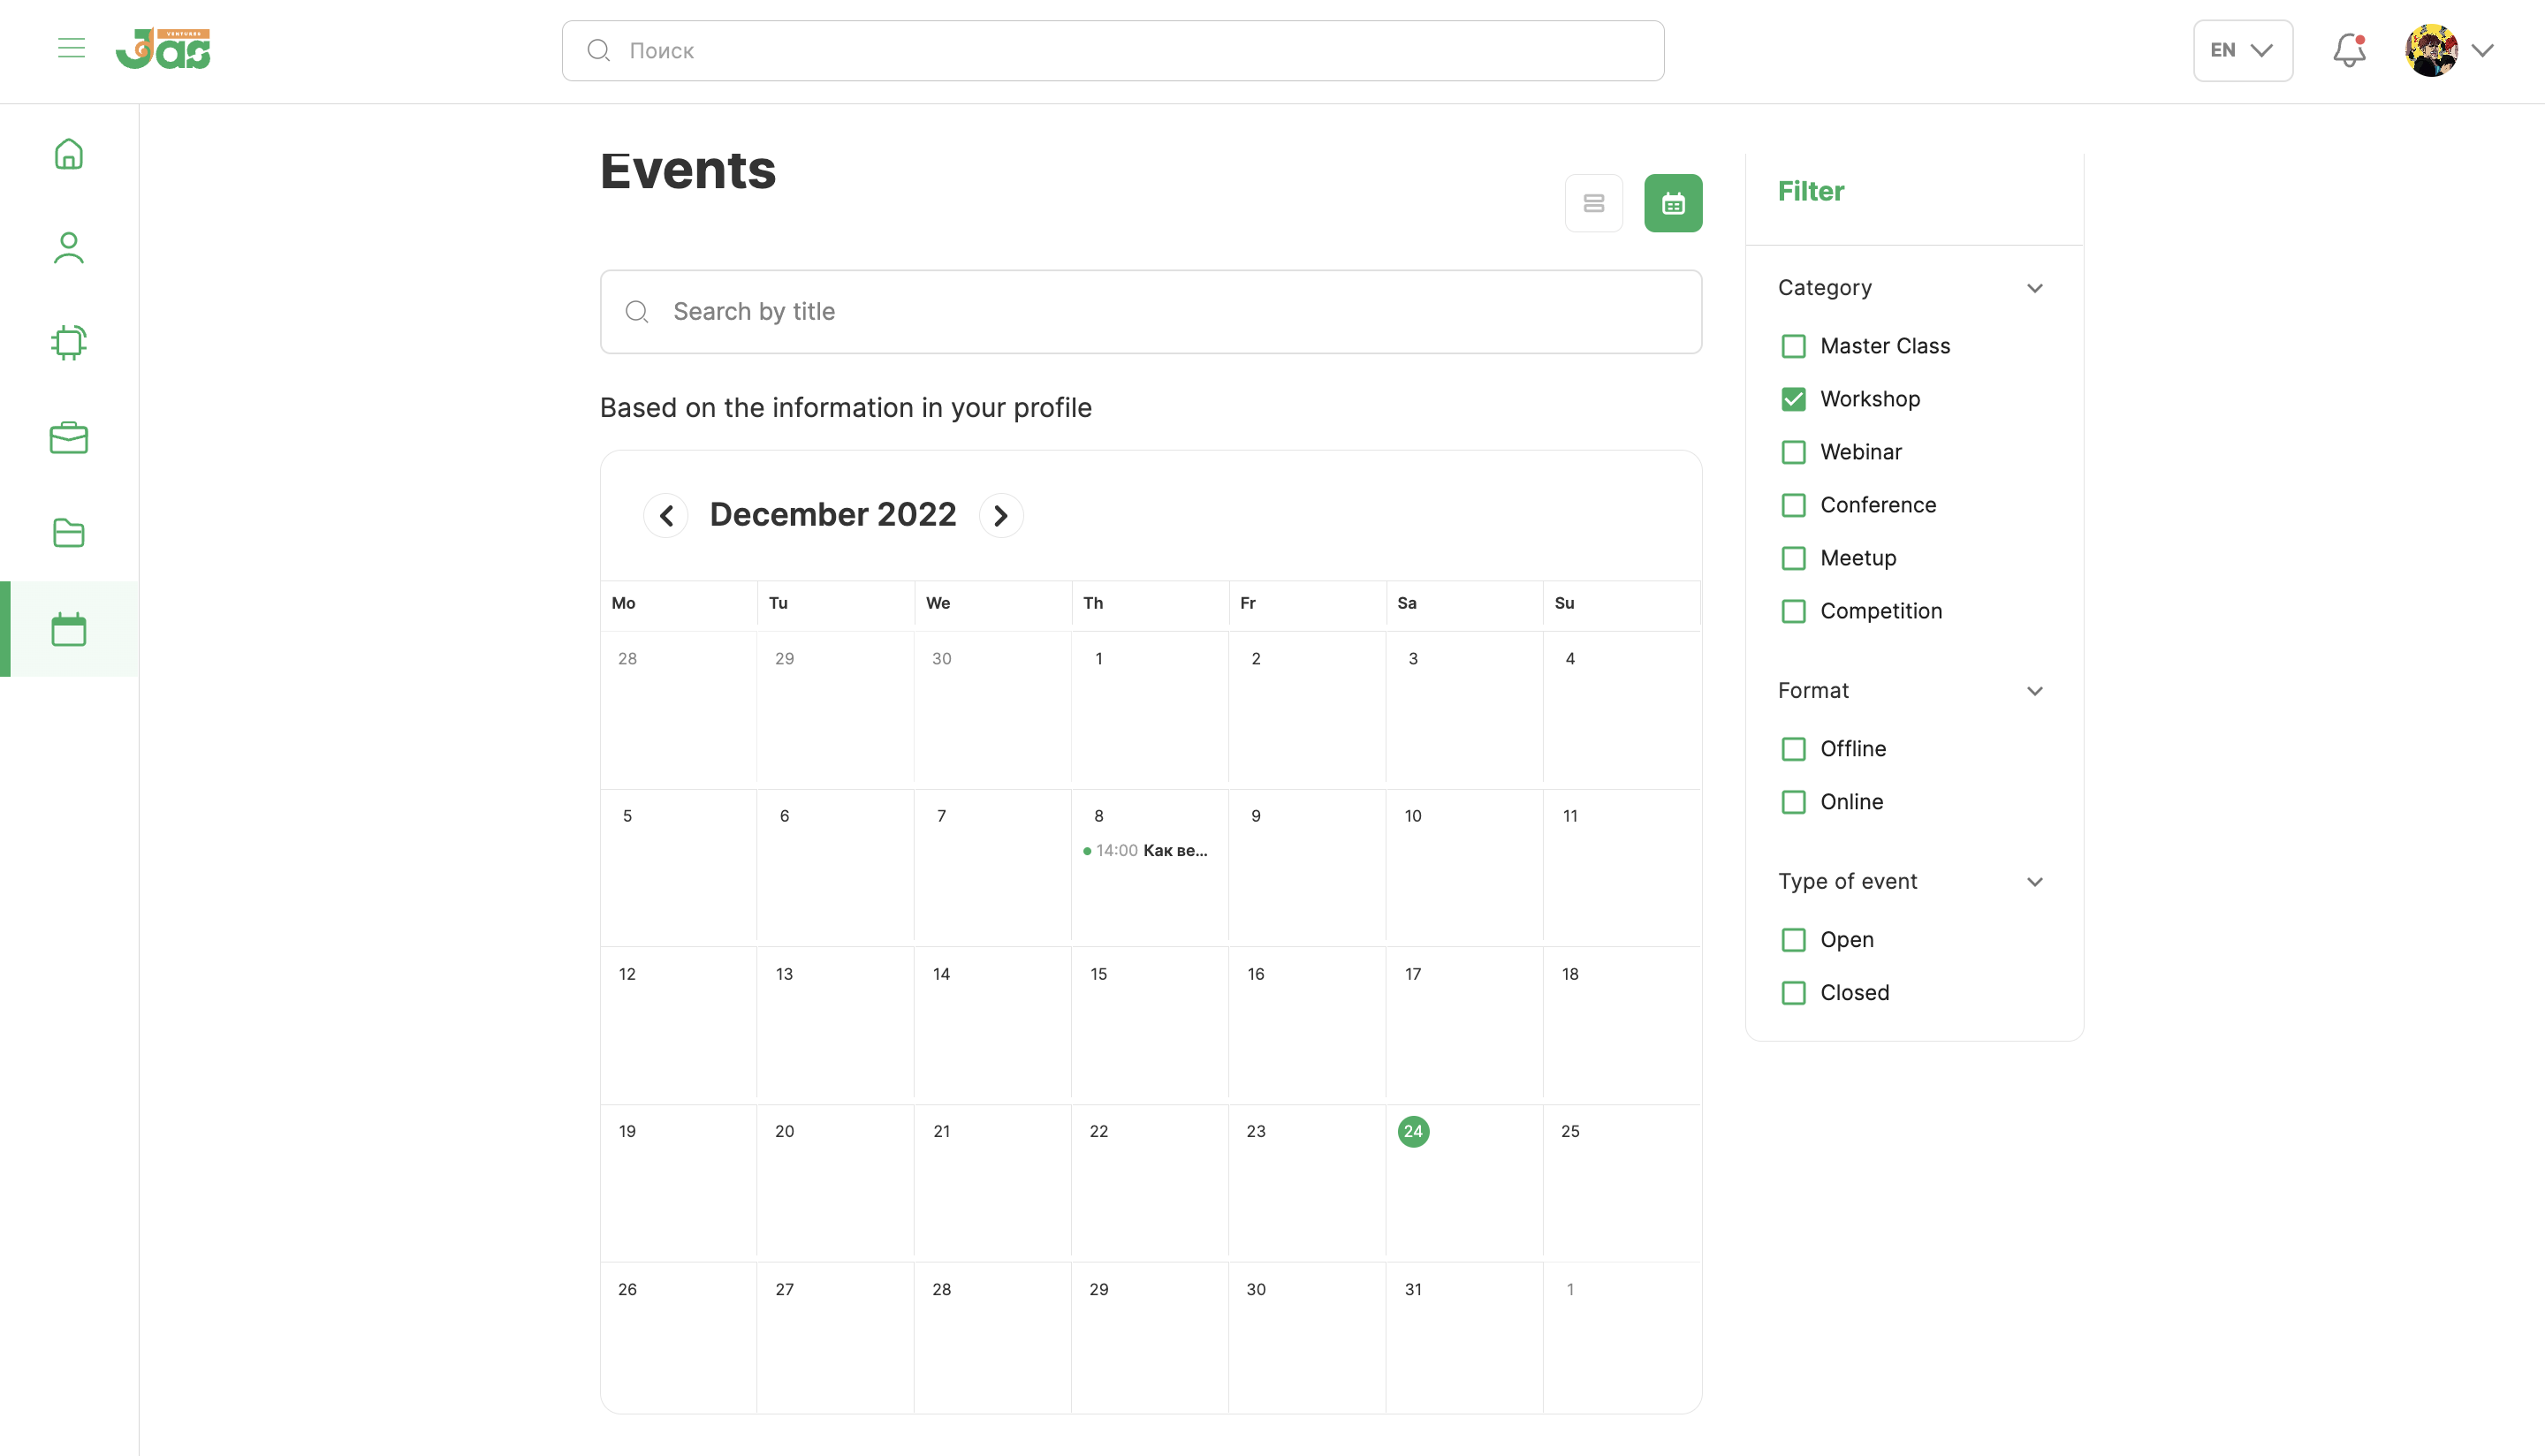 VENTURES
Jas
Поиск
EN
Events
Search by title
Based on the information in your profile
December 2022
Mo Tu We Th Fr Sa Su
28 29 30 1 2 3 4
5 6 7 8 9 10 11
14:00 Как ве...
12 13 14 15 16 17 18
19 20 21 22 23 24 25
26 27 28 29 30 31 1
Filter
Category
Master Class
Workshop
Webinar
Conference
Meetup
Competition
Format
Offline
Online
Type of event
Open
Closed